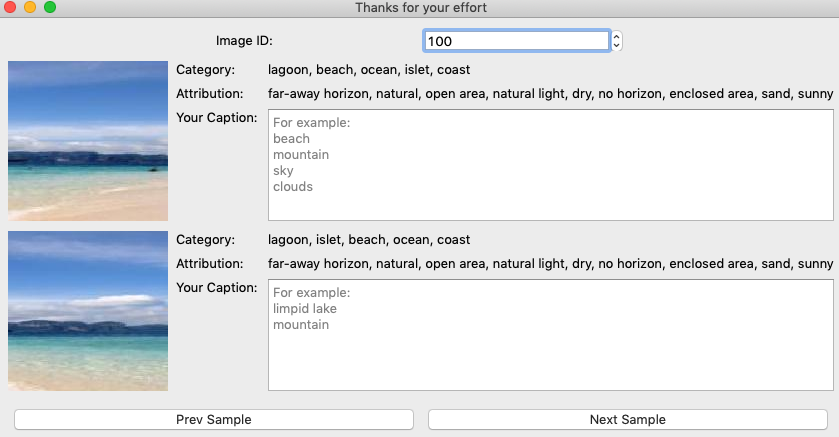 Thanks for your effort
Image ID: 100
Category: lagoon, beach, ocean, islet, coast
Attribution: far-away horizon, natural, open area, natural light, dry, no horizon, enclosed area, sand, sunny
Your Caption: For example:
beach
mountain
sky
clouds
Category: lagoon, islet, beach, ocean, coast
Attribution: far-away horizon, natural, open area, natural light, dry, no horizon, enclosed area, sand, sunny
Your Caption: For example:
limpid lake
mountain
Prev Sample Next Sample